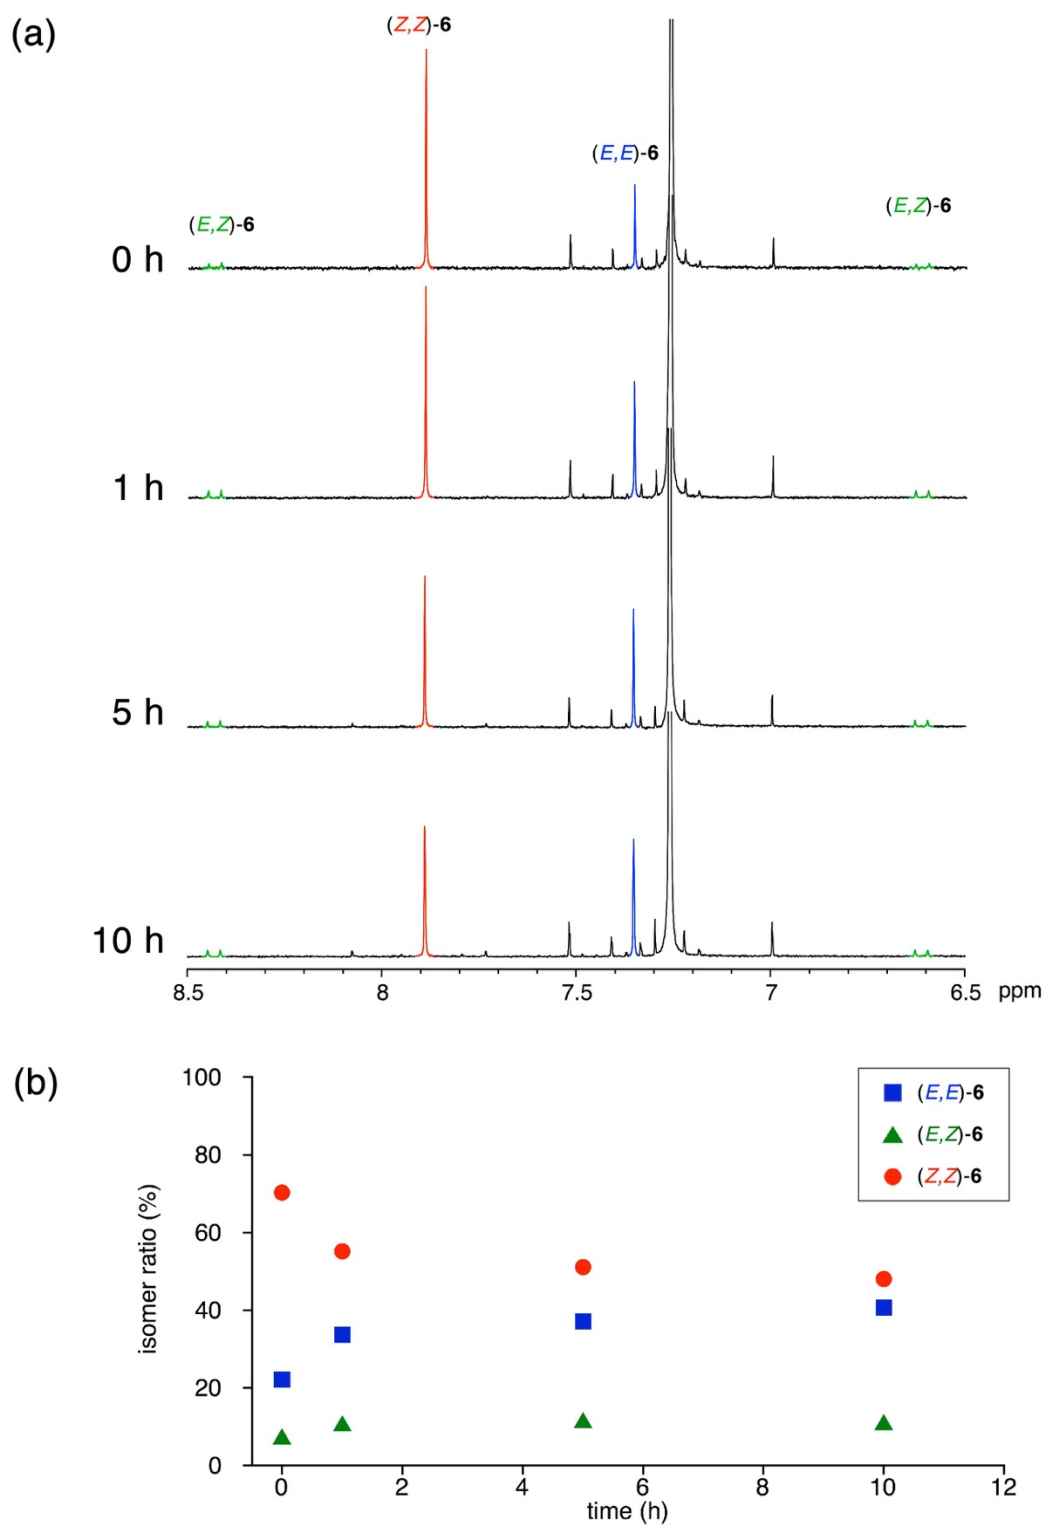 (a)
(Z,Z)-6
(E,E)-6
(E,Z)-6
(E,Z)-6
0 h
1 h
5 h
10 h
8.5 8 7.5 7 6.5 ppm
(b)
100
80
60
40
20
0
isomer ratio (%)
(E,E)-6
(E,Z)-6
(Z,Z)-6
0 2 4 6 8 10 12
time (h)